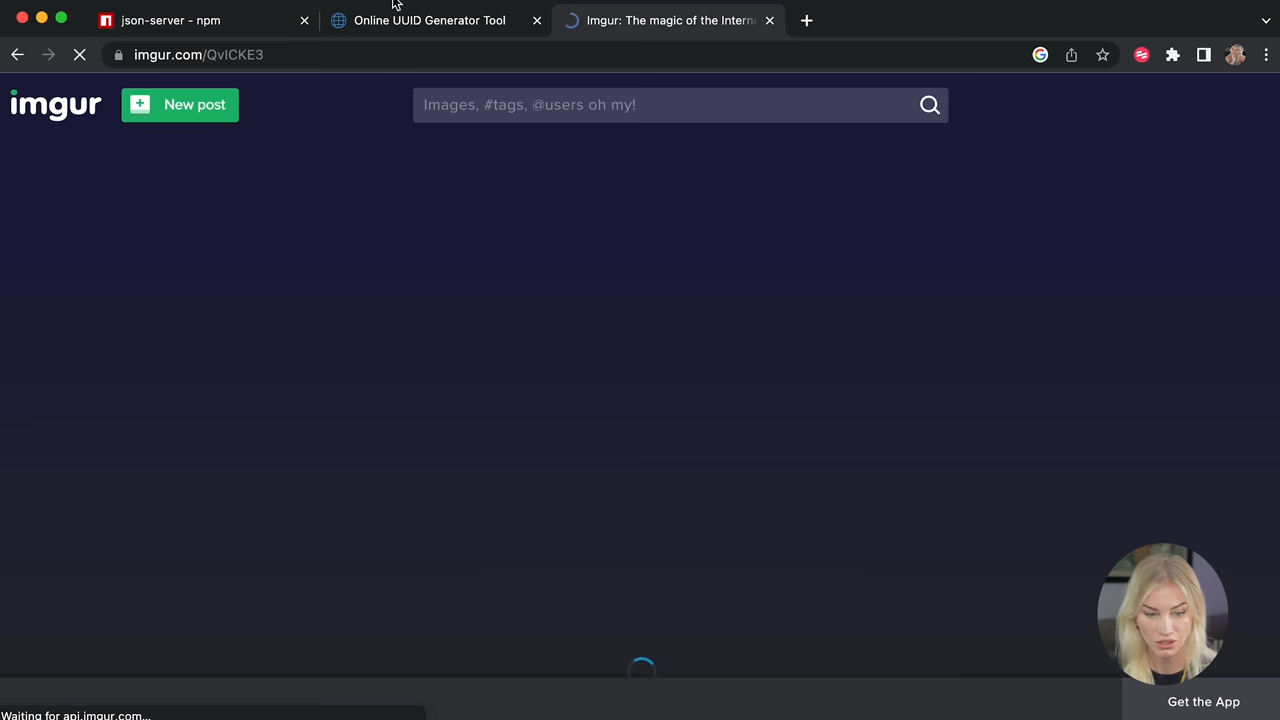 json-server - npm
Online UUID Generator Tool
Imgur: The magic of the Intern
imgur.com/QvICKE3
imgur
New post
Images, #tags, @users oh my!
Get the App
Waiting for api.imgur.com...